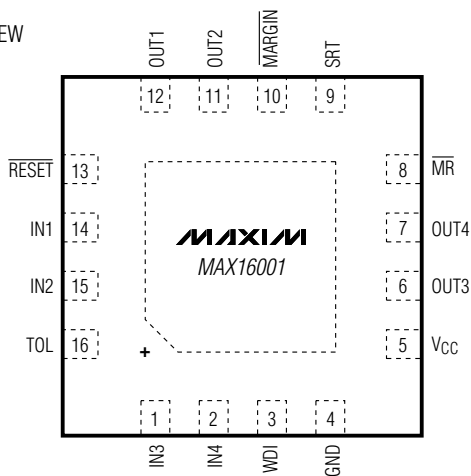 EW
OUT1
OUT2
MARGIN
SRT
12
11
10
9
RESET 13
8 MR
IN1 14
7 OUT4
MAXIM
MAX16001
IN2 15
6 OUT3
TOL 16
5 VCC
+
1
2
3
4
IN3
IN4
WDI
GND